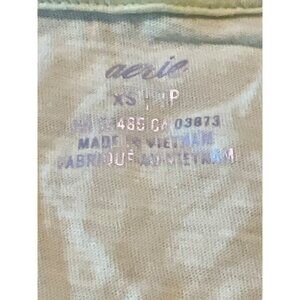 aerie
XS P
CA 03873
MADE IN VIETNAM
FABRIQUÉ AU VIETNAM